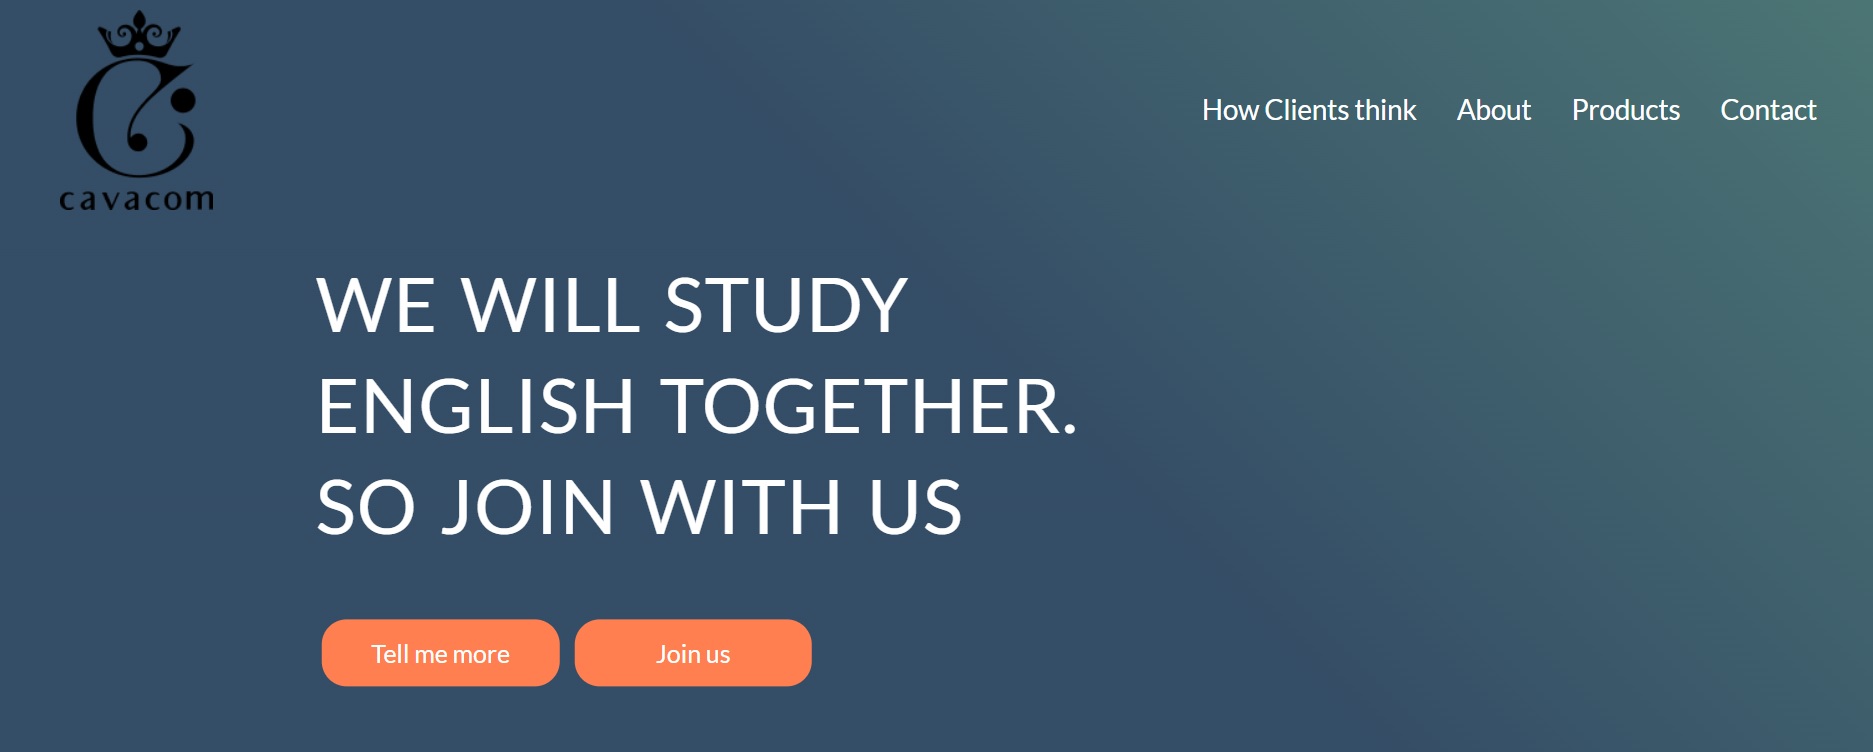 cavacom
How Clients think About Products Contact
WE WILL STUDY
ENGLISH TOGETHER.
SO JOIN WITH US
Tell me more Join us